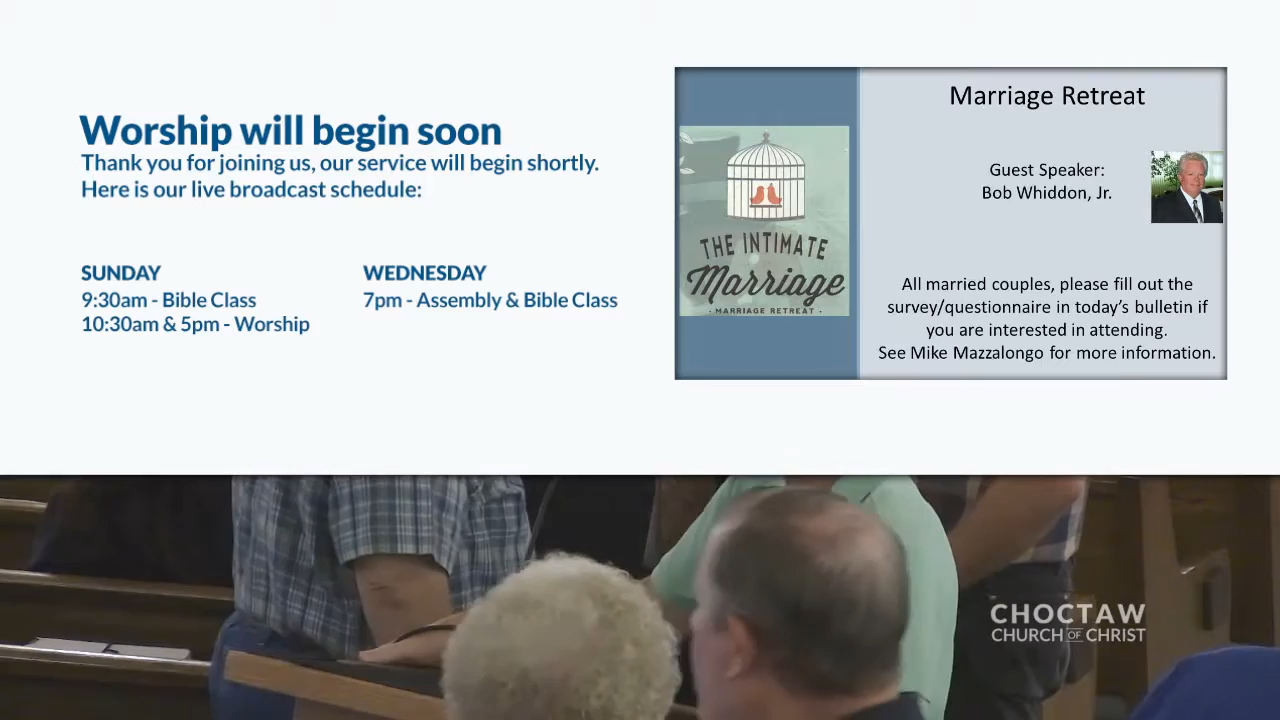 Worship will begin soon
Thank you for joining us, our service will begin shortly.
Here is our live broadcast schedule:
SUNDAY
9:30am - Bible Class
10:30am & 5pm - Worship
WEDNESDAY
7pm - Assembly & Bible Class
THE INTIMATE
Marriage
· MARRIAGE RETREAT ·
Marriage Retreat
Guest Speaker:
Bob Whiddon, Jr.
All married couples, please fill out the
survey/questionnaire in today’s bulletin if
you are interested in attending.
See Mike Mazzalongo for more information.
CHOCTAW
CHURCH OF CHRIST